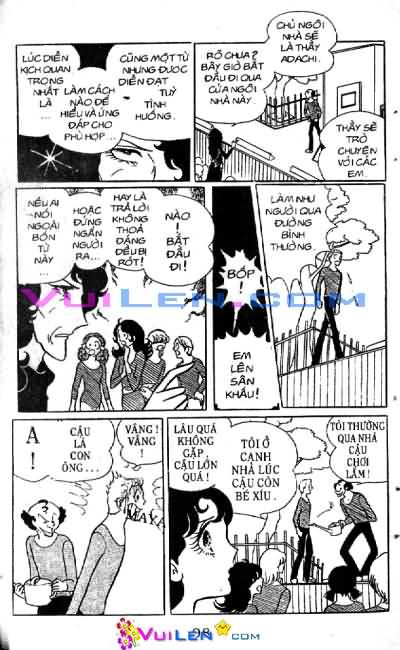 LÚC DIỄN
KỊCH QUAN
TRỌNG
NHẤT
LÀ ...
LÀM CÁCH
NÀO ĐỂ
HIỂU VÀ ỨNG
ĐÁP CHO
PHÙ HỢP...
CŨNG MỘT TỪ
NHƯNG ĐƯỢC
DIỄN ĐẠT
TUỲ
TÌNH
HUỐNG.
RÕ CHƯA?
BÂY GIỜ BẮT
ĐẦU ĐI QUA
CỦA NGÔI
NHÀ NÀY.
CHỦ NGÔI
NHÀ SẼ
LÀ THẦY
ADACHI.
THẦY SẼ
TRÒ
CHUYỆN
VỚI CÁC
EM.
NẾU AI
NÓI
NGOÀI
BỐN
TỪ
NÀY ...
HOẶC
ĐỨNG
NGẨN
NGƯỜI
RA...
HAY LÀ
TRẢ LỜI
KHÔNG
THOẢ
ĐÁNG
ĐỀU BỊ
RỚT!
NÀO
! BẮT
ĐẦU
ĐI!
BỐP!
!
EM
LÊN
SÂN
KHẤU!
LÀM NHƯ
NGƯỜI QUA
ĐƯỜNG
BÌNH
THƯỜNG.
VUILEN.COM
A
!
CẬU
LÀ
CON
ÔNG...
VÂNG!
VÂNG!
LÂU QUÁ
KHÔNG
GẶP
CẬU LỚN
QUÁ!
TÔI Ở
CẠNH
NHÀ LÚC
CẬU CÒN
BÉ XÍU.
TÔI THƯỜNG
QUA NHÀ
CẬU
CHƠI
LẮM!
98
VUILEN.COM